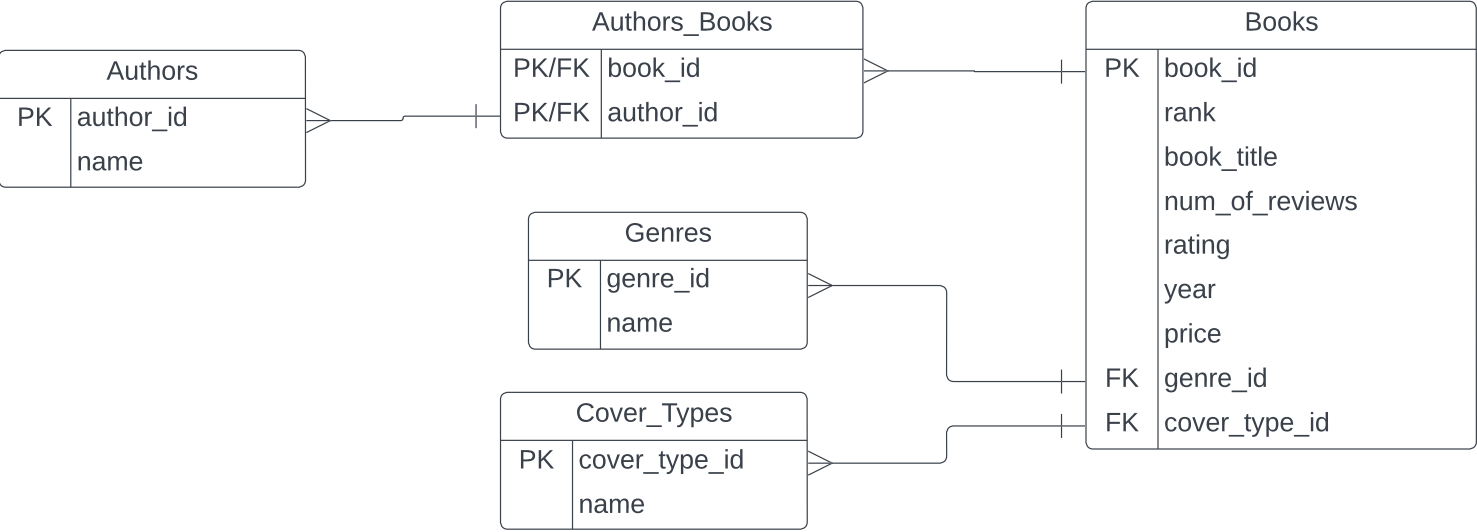 Authors
PK author_id
name
Authors_Books
PK/FK book_id
PK/FK author_id
Genres
PK genre_id
name
Cover_Types
PK cover_type_id
name
Books
PK book_id
rank
book_title
num_of_reviews
rating
year
price
FK genre_id
FK cover_type_id